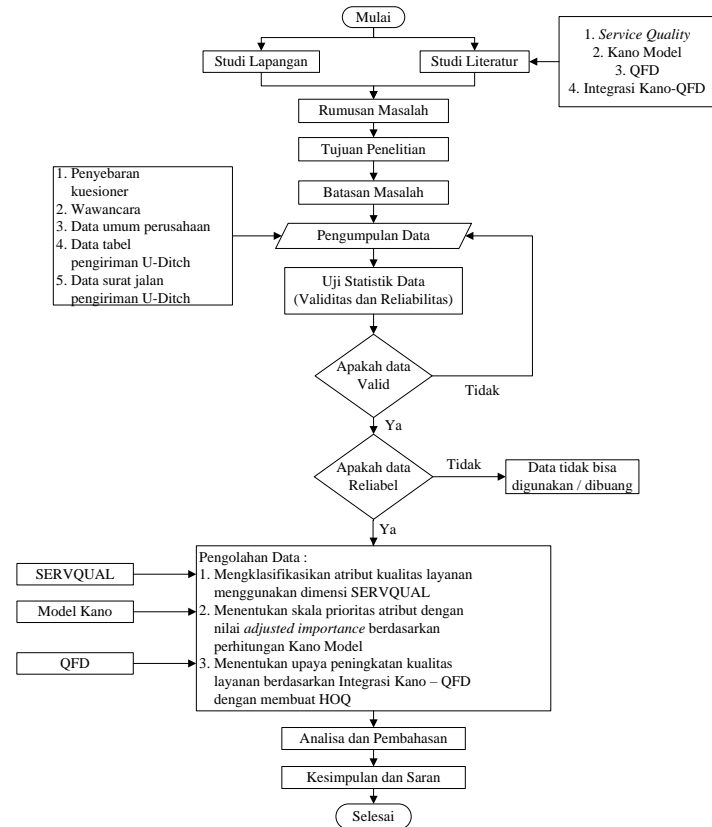 Mulai
Studi Lapangan
Studi Literatur
1. Service Quality
2. Kano Model
3. QFD
4. Integrasi Kano-QFD
Rumusan Masalah
Tujuan Penelitian
Batasan Masalah
1. Penyebaran
kuesioner
2. Wawancara
3. Data umum perusahaan
4. Data tabel
pengiriman U-Ditch
5. Data surat jalan
pengiriman U-Ditch
Pengumpulan Data
Uji Statistik Data
(Validitas dan Reliabilitas)
Apakah data
Valid
Tidak
Ya
Apakah data
Reliabel
Tidak
Data tidak bisa
digunakan / dibuang
Ya
SERVQUAL
Model Kano
QFD
Pengolahan Data :
1. Mengklasifikasikan atribut kualitas layanan
menggunakan dimensi SERVQUAL
2. Menentukan skala prioritas atribut dengan
nilai adjusted importance berdasarkan
perhitungan Kano Model
3. Menentukan upaya peningkatan kualitas
layanan berdasarkan Integrasi Kano – QFD
dengan membuat HOQ
Analisa dan Pembahasan
Kesimpulan dan Saran
Selesai